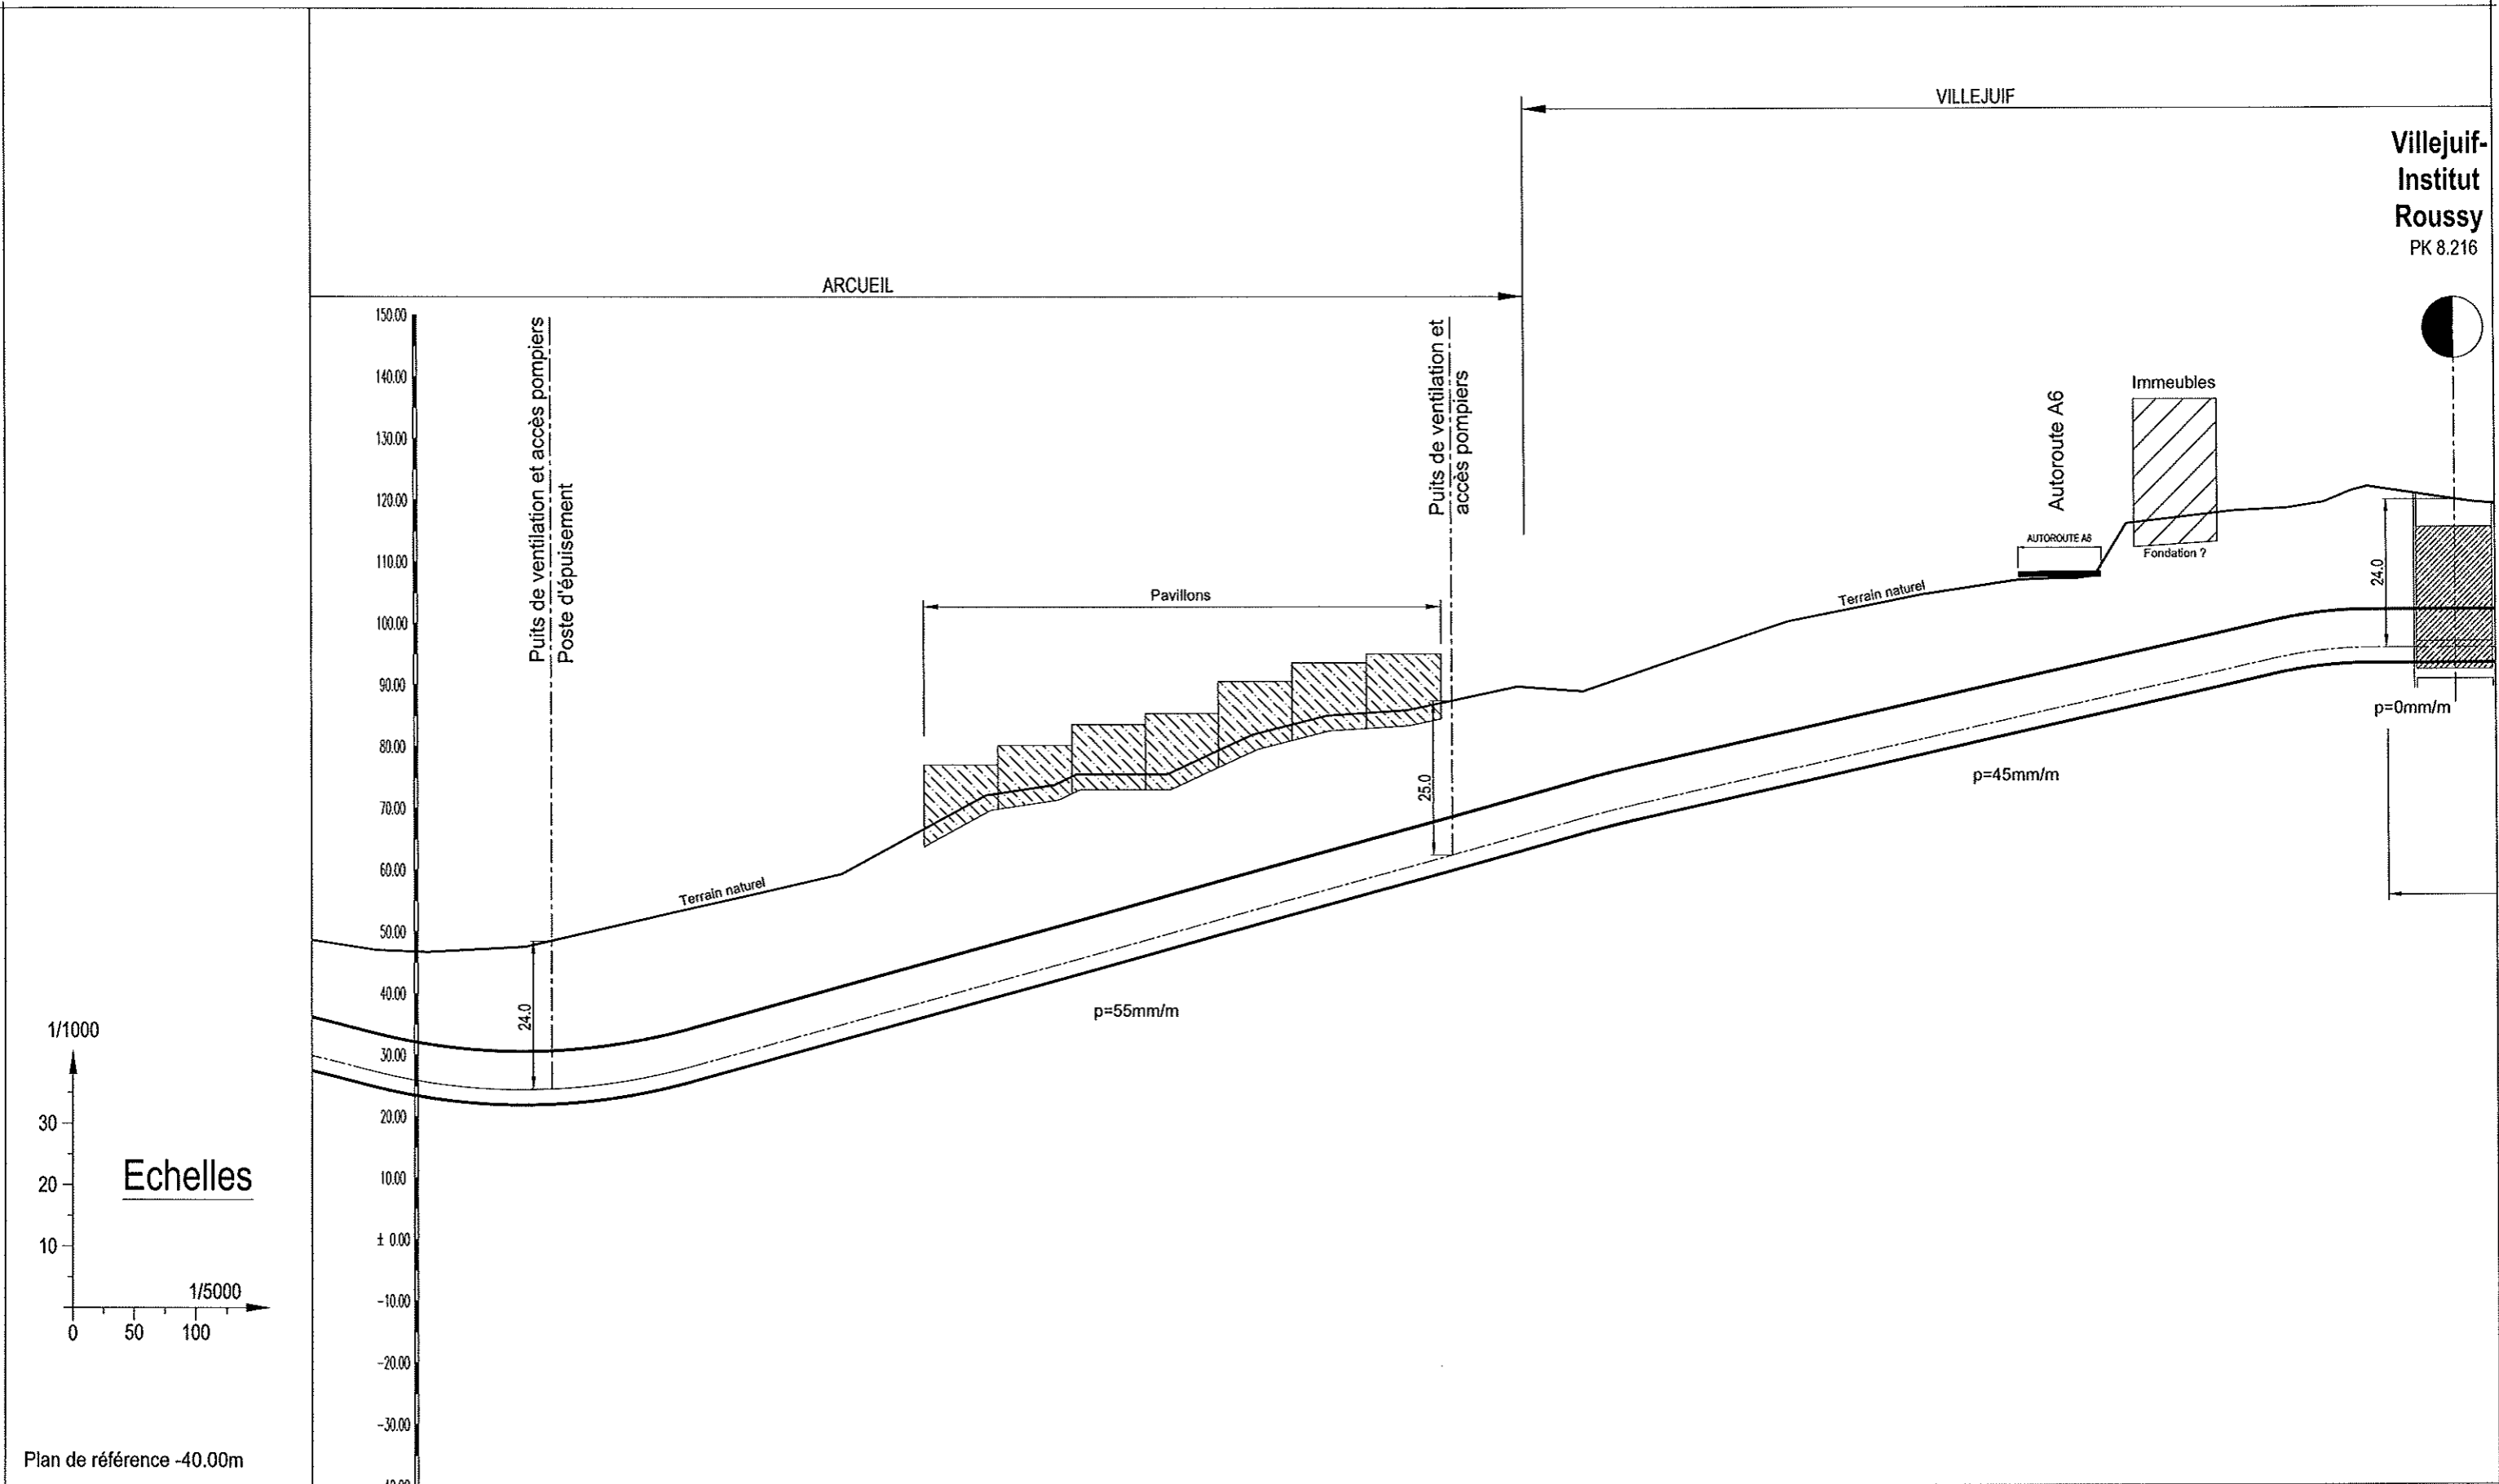 VILLEJUIF
Villejuif-
Institut
Roussy
PK 8.216
ARCUEIL
150.00
140.00
130.00
120.00
110.00
100.00
90.00
80.00
70.00
60.00
50.00
40.00
30.00
20.00
10.00
± 0.00
-10.00
-20.00
-30.00
Puits de ventilation et accès pompiers
Poste d'épuisement
Puits de ventilation et
accès pompiers
Autoroute A6
Immeubles
AUTOROUTE A6
Fondation ?
24.0
Pavillons
Terrain naturel
p=0mm/m
25.0
p=45mm/m
Terrain naturel
24.0
p=55mm/m
1/1000
30
20
10
Echelles
1/5000
0 50 100
Plan de référence -40.00m